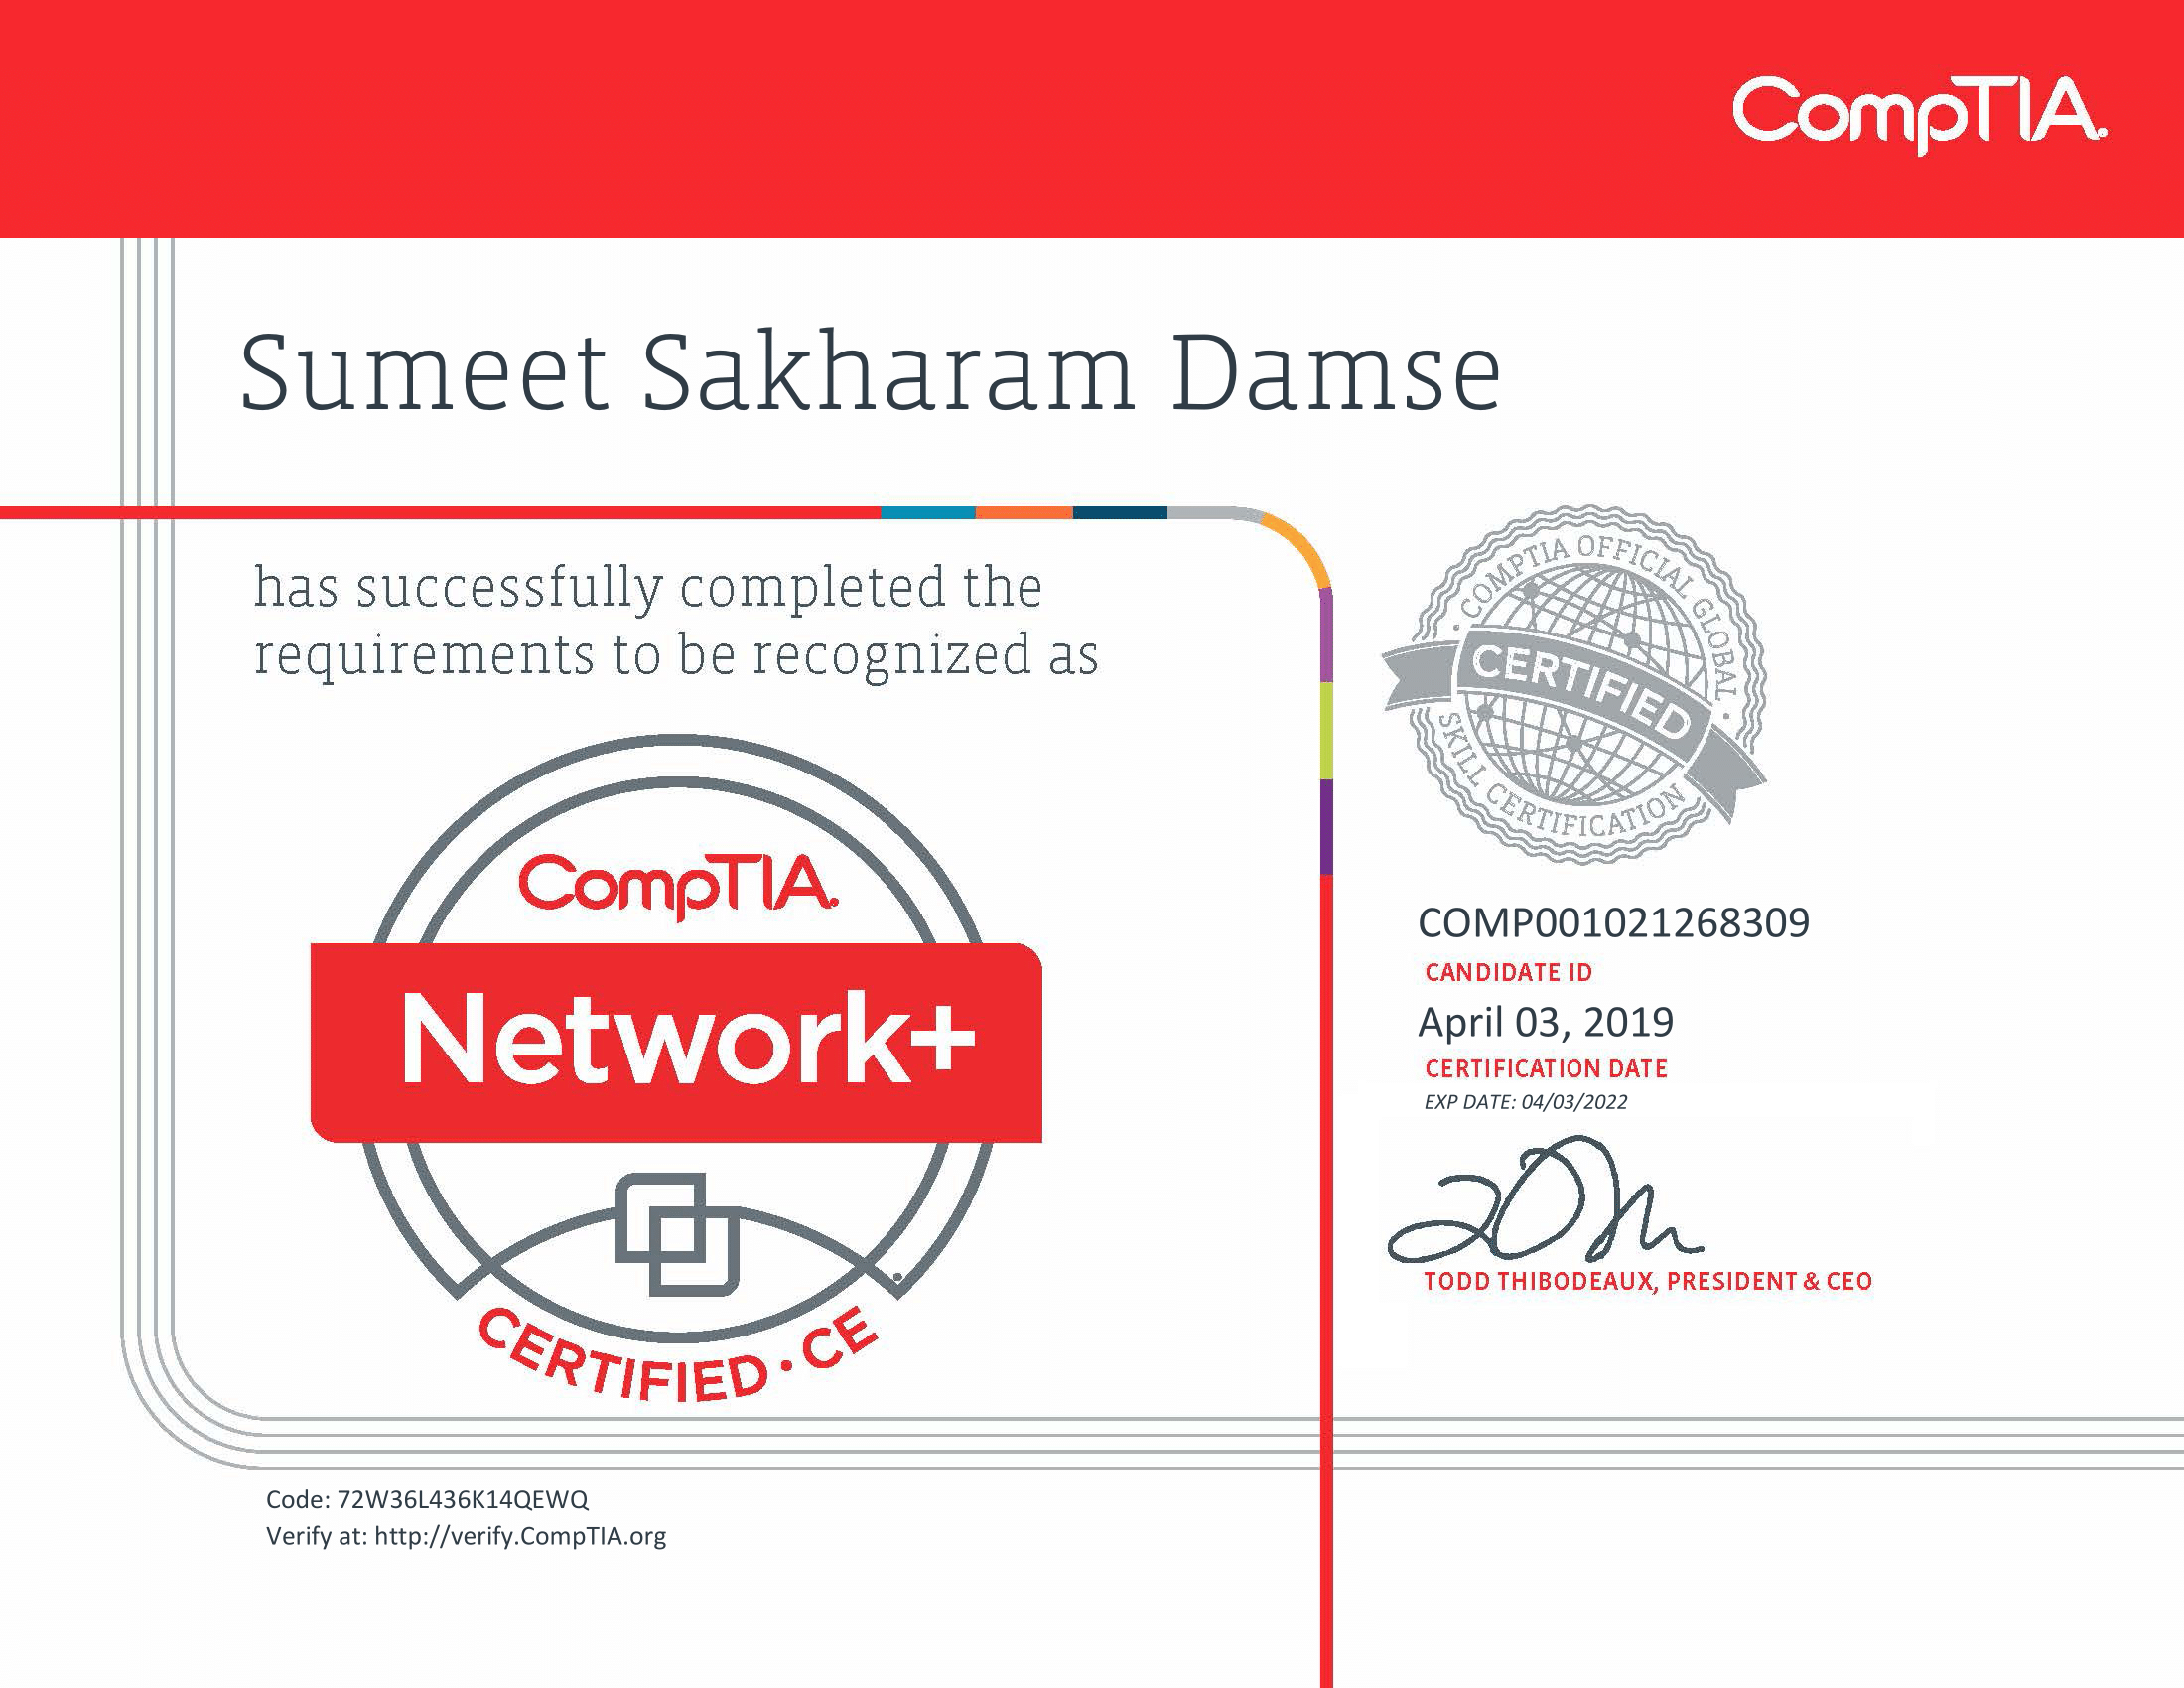 CompTIA.
Sumeet Sakharam Damse
has successfully completed the
requirements to be recognized as
CompTIA.
Network+
CERTIFIED • CE
• COMPTIA OFFICIAL GLOBAL •
CERTIFIED
SKILL CERTIFICATION
COMP001021268309
CANDIDATE ID
April 03, 2019
CERTIFICATION DATE
EXP DATE: 04/03/2022
TODD THIBODEAUX, PRESIDENT & CEO
Code: 72W36L436K14QEWQ
Verify at: http://verify.CompTIA.org